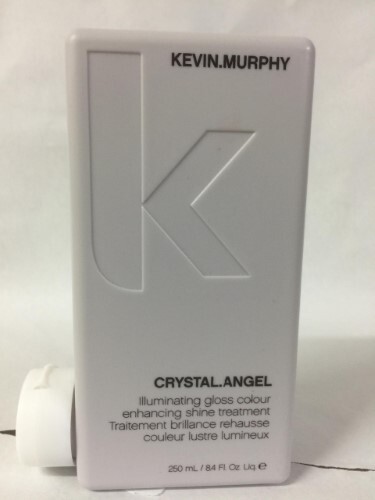 KEVIN.MURPHY
K
CRYSTAL.ANGEL
Illuminating gloss colour
enhancing shine treatment
Traitement brillance rehausse
couleur lustre lumineux
250 mL / 8.4 Fl. Oz. Liq. ℮